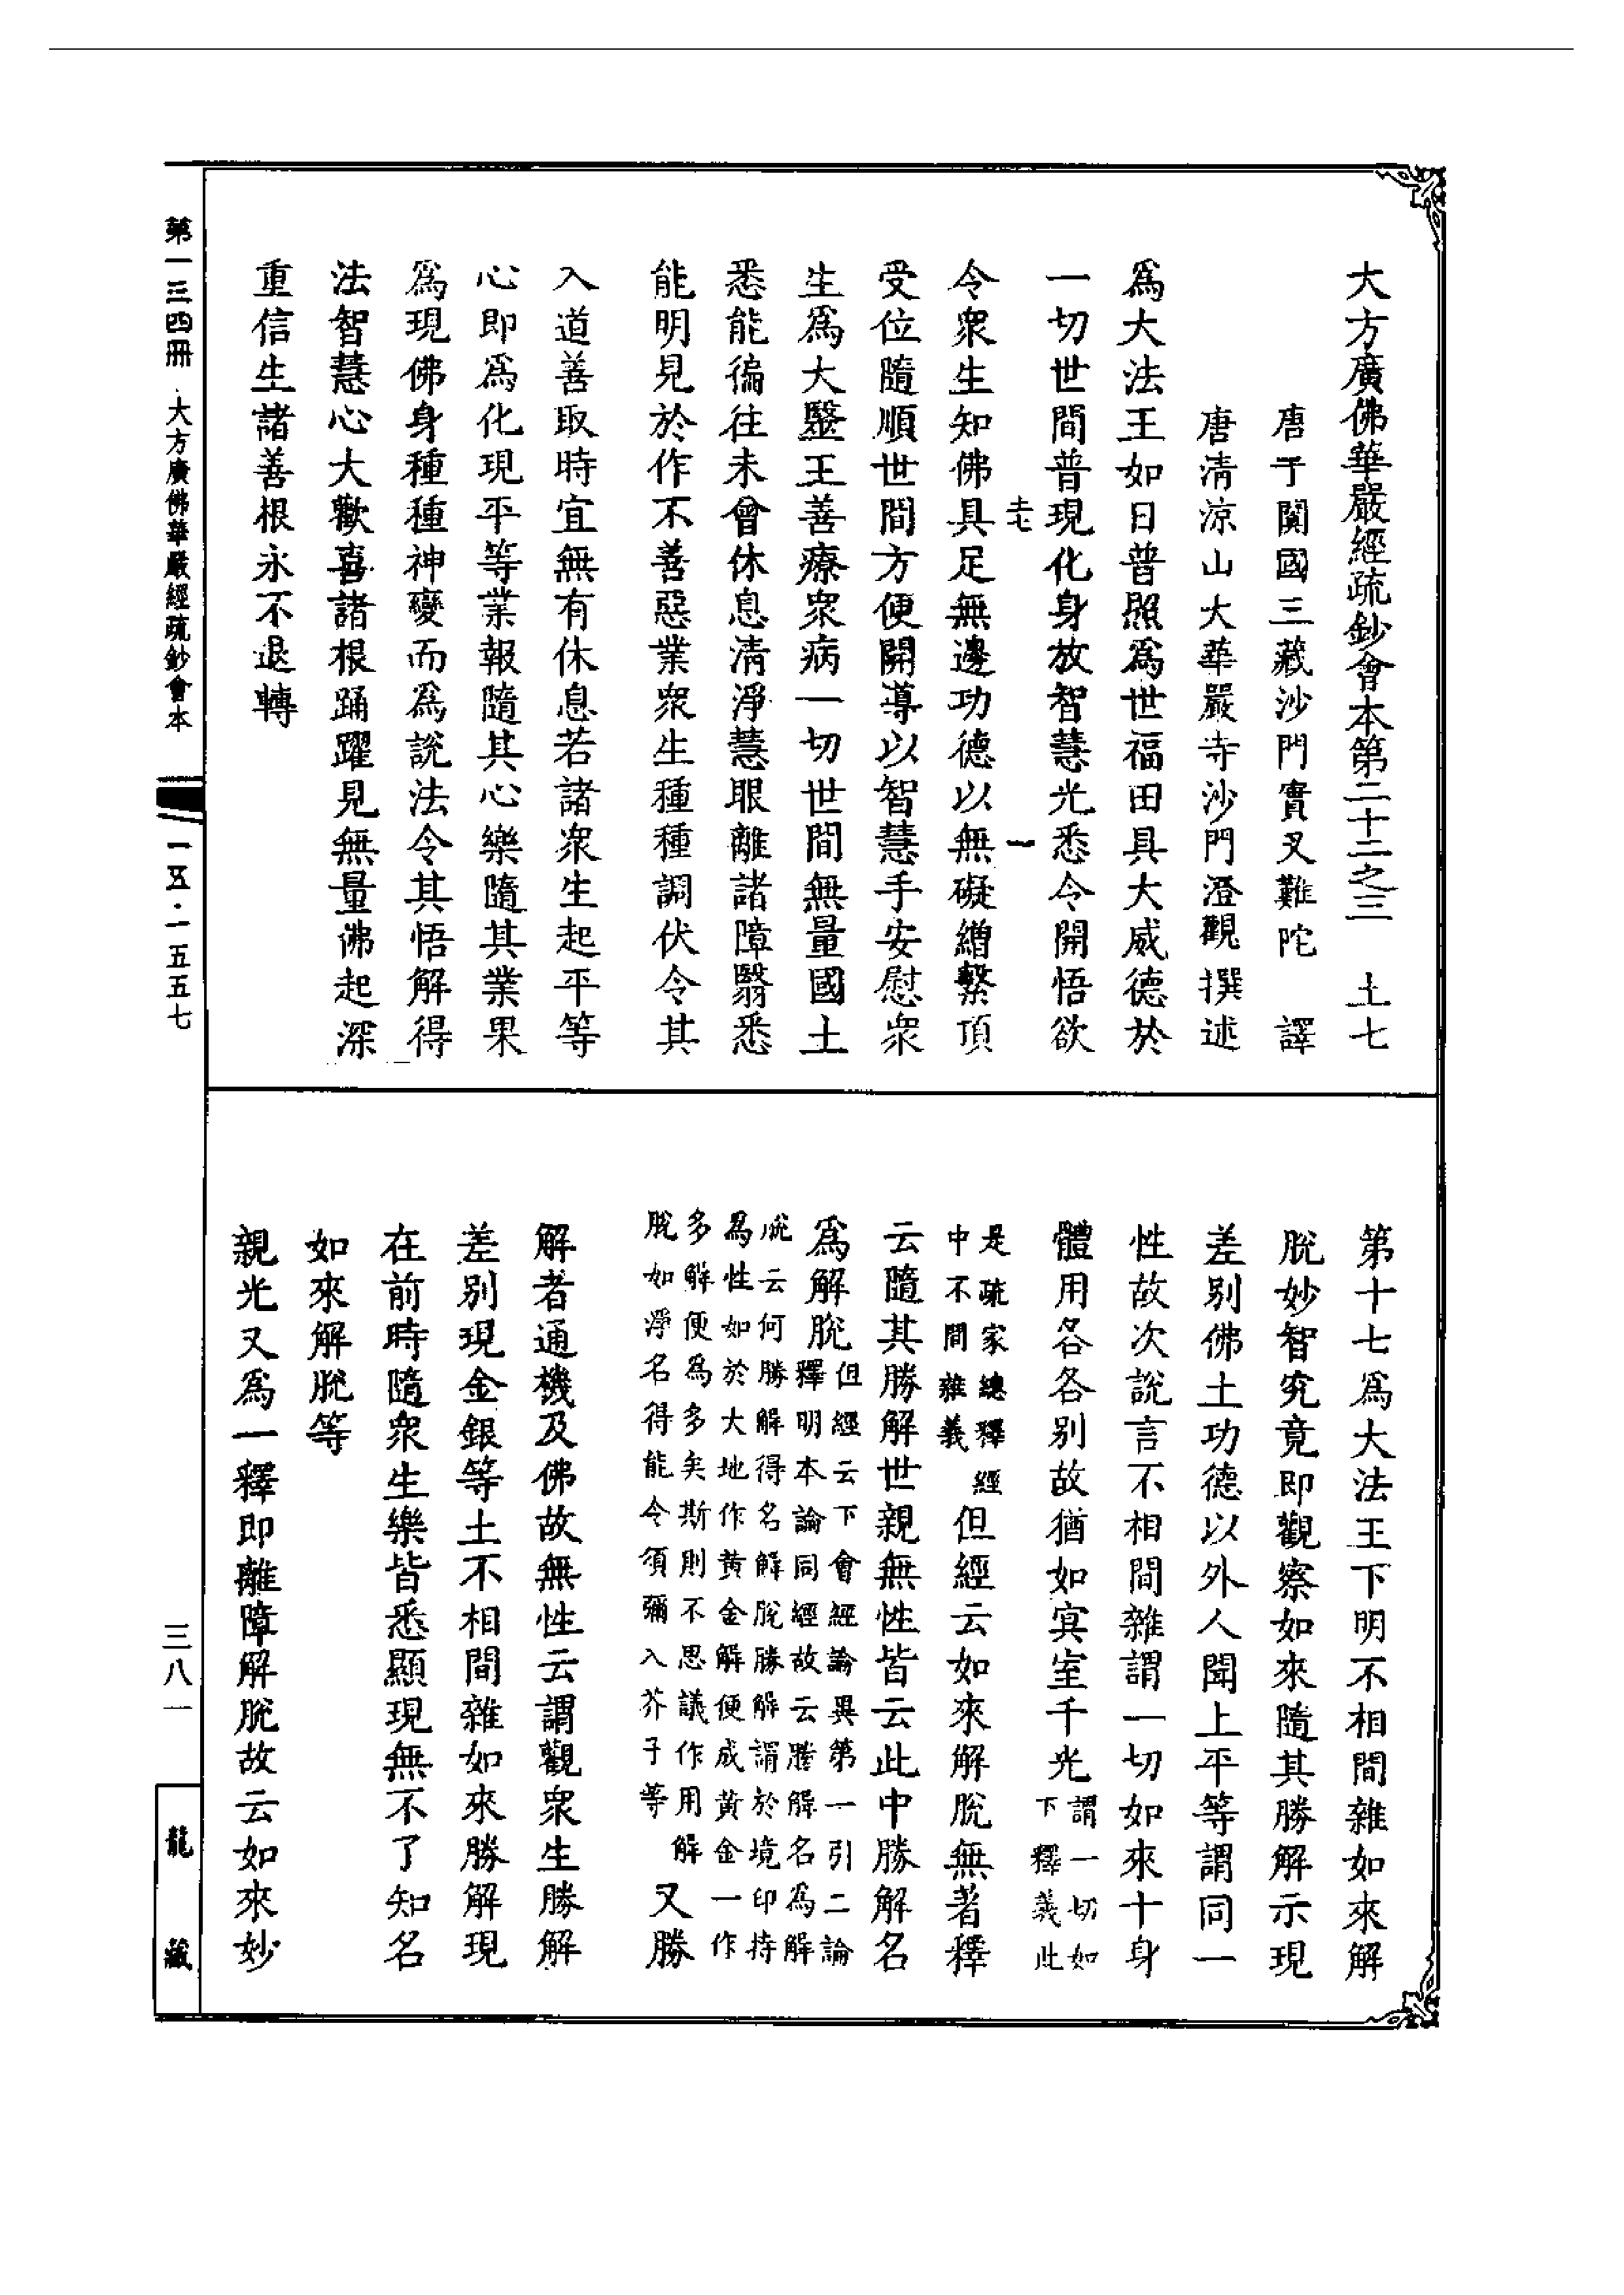 大方廣佛華嚴經疏鈔會本第二十二之三　土七
唐于闐國三藏沙門實叉難陀　譯
唐清涼山大華嚴寺沙門澄觀撰述
爲大法王如日普照爲世福田具大威德於
一切世間普現化身放智慧光悉令開悟欲
土七　一
令衆生知佛具足無邊功德以無礙繒繫頂
受位隨順世間方便開導以智慧手安慰衆
生爲大醫王善療衆病一切世間無量國土
悉能徧往未曾休息清淨慧眼離諸障翳悉
能明見於作不善惡業衆生種種調伏令其
入道善取時宜無有休息若諸衆生起平等
心即爲化現平等業報隨其心樂隨其業果
爲現佛身種種神變而爲說法令其悟解得
法智慧心大歡喜諸根踊躍見無量佛起深
重信生諸善根永不退轉
第十七爲大法王下明不相間雜如來解
脫妙智究竟即觀察如來隨其勝解示現
差別佛土功德以外人聞上平等謂同一
性故次說言不相間雜謂一切如來十身
體用各各別故猶如寘室千光
謂一切如
下釋義此
是疏家總釋經
中不間雜義
但經云如來解脫無著釋
云隨其勝解世親無性皆云此中勝解名
爲解脫
但經云下會經論異第一引二論
釋明本論同經故云勝解名為解
脫云何勝解得名解脫勝解謂於境印持
為性如於大地作黄金解便成黄金一作
多解便為多矣斯則不思議作用解
脫如淨名得能令須彌入芥子等
又勝
解者通機及佛故無性云謂觀衆生勝解
差別現金銀等土不相間雜如來勝解現
在前時隨衆生樂皆悉顯現無不了知名
如來解脫等
親光又爲一釋即離障解脫故云如來妙
第一三四冊　大方廣佛華嚴經疏鈔會本
一五·一五五七
三八一
龍藏